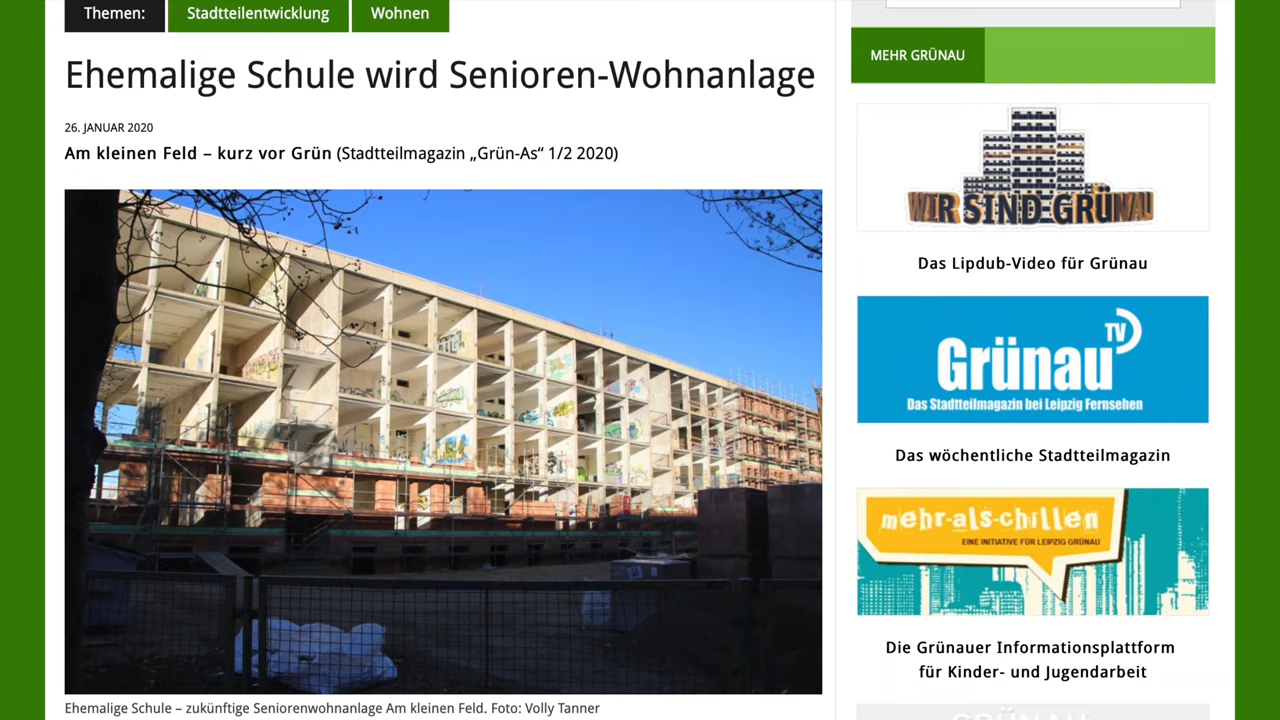 Themen:
Stadtteilentwicklung
Wohnen
Ehemalige Schule wird Senioren-Wohnanlage
26. JANUAR 2020
Am kleinen Feld – kurz vor Grün (Stadtteilmagazin „Grün-As“ 1/2 2020)
Ehemalige Schule – zukünftige Seniorenwohnanlage Am kleinen Feld. Foto: Volly Tanner
MEHR GRÜNAU
WIR SIND GRÜNAU
Das Lipdub-Video für Grünau
Grünau TV
Das Stadtteilmagazin bei Leipzig Fernsehen
Das wöchentliche Stadtteilmagazin
mehr-als-chillen
EINE INITIATIVE FÜR LEIPZIG GRÜNAU
Die Grünauer Informationsplattform
für Kinder- und Jugendarbeit
GRÜNAU